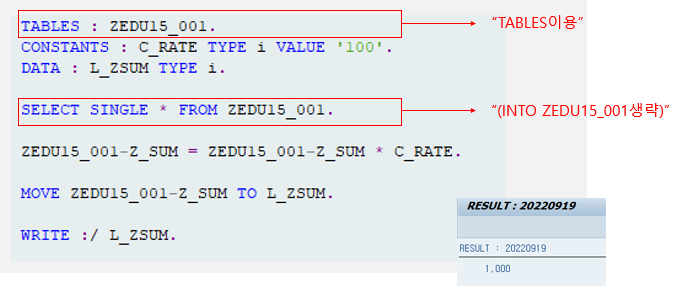 TABLES : ZEDU15_001.
“TABLES이용”
CONSTANTS : C_RATE TYPE i VALUE '100'.
DATA : L_ZSUM TYPE i.
SELECT SINGLE * FROM ZEDU15_001.
“(INTO ZEDU15_001생략)”
ZEDU15_001-Z_SUM = ZEDU15_001-Z_SUM * C_RATE.
MOVE ZEDU15_001-Z_SUM TO L_ZSUM.
WRITE :/ L_ZSUM.
RESULT : 20220919
RESULT : 20220919
1,000